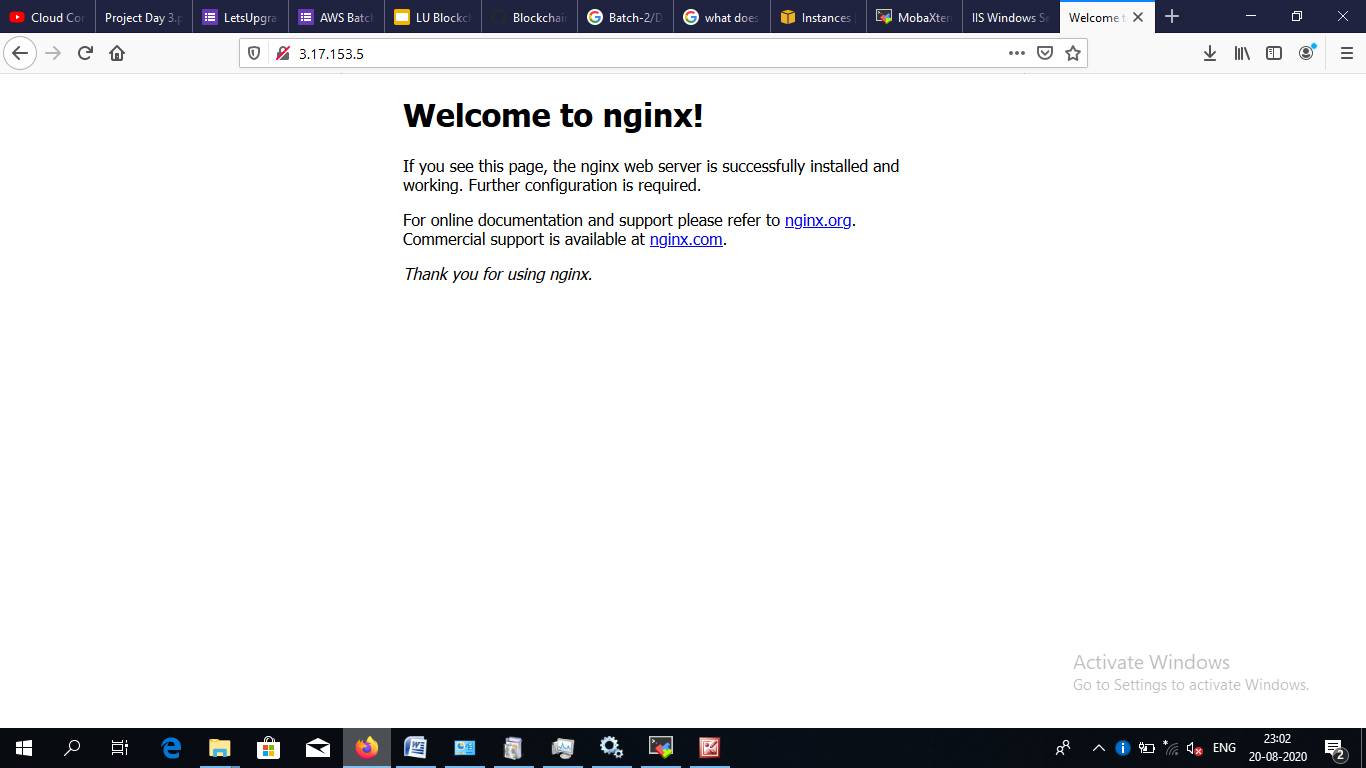 Cloud Cor
Project Day 3.p
LetsUpgra
AWS Batch
LU Blockc
Blockchain
Batch-2/D
what does
Instances
MobaXterm
IIS Windows Se
Welcome t
3.17.153.5
Welcome to nginx!
If you see this page, the nginx web server is successfully installed and
working. Further configuration is required.
For online documentation and support please refer to nginx.org.
Commercial support is available at nginx.com.
Thank you for using nginx.
Activate Windows
Go to Settings to activate Windows.
ENG
23:02
20-08-2020
2